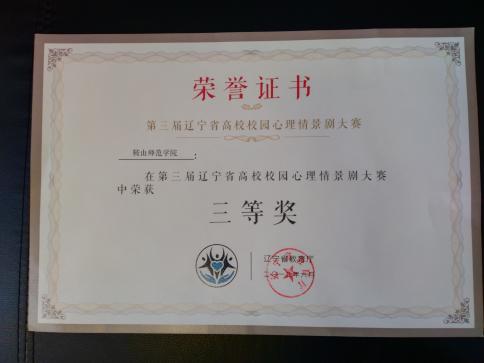 荣誉证书
第三届辽宁省高校校园心理情景剧大赛
鞍山师范学院：
在第三届辽宁省高校校园心理情景剧大赛
中荣获
三等奖
辽宁省教育厅